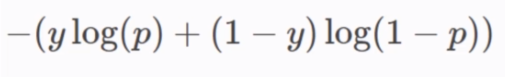 −(y log(p) + (1 − y) log(1 − p))